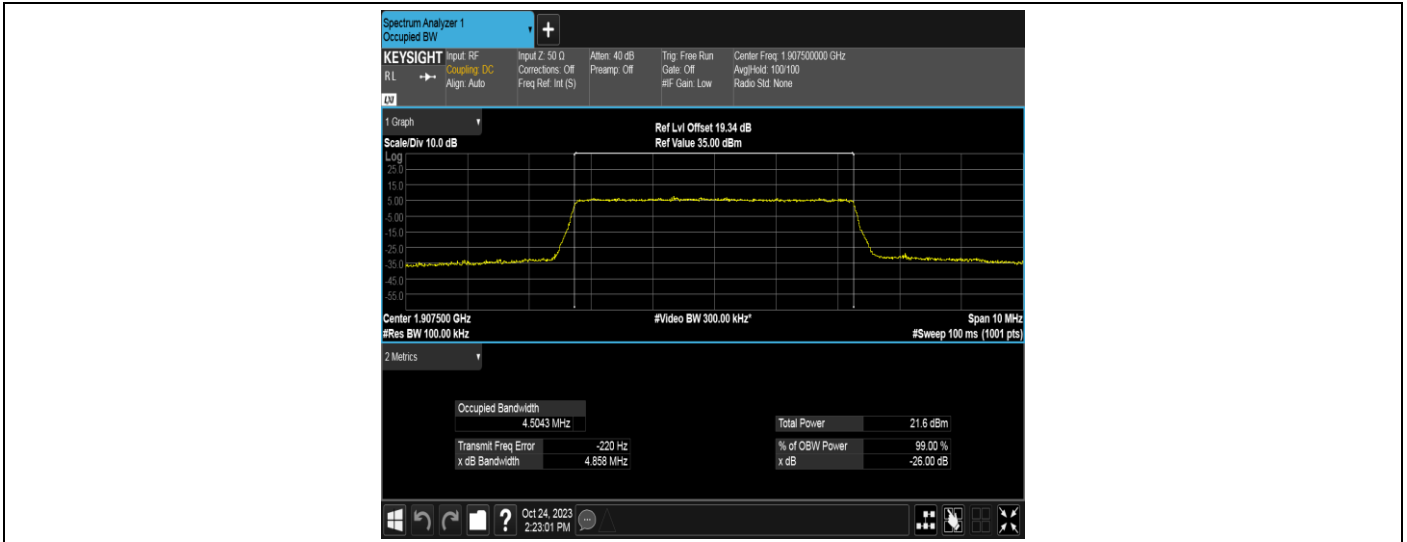 Spectrum Analyzer 1
Occupied BW
+
KEYSIGHT
RL
LXI
Input: RF
Coupling: DC
Align: Auto
Input Z: 50 Ω
Corrections: Off
Freq Ref: Int (S)
Atten: 40 dB
Preamp: Off
Trig: Free Run
Gate: Off
#IF Gain: Low
Center Freq: 1.907500000 GHz
Avg|Hold: 100/100
Radio Std: None
1 Graph
Scale/Div 10.0 dB
Ref Lvl Offset 19.34 dB
Ref Value 35.00 dBm
Log
25.0
15.0
5.00
-5.00
-15.0
-25.0
-35.0
-45.0
-55.0
Center 1.907500 GHz
#Res BW 100.00 kHz
#Video BW 300.00 kHz*
Span 10 MHz
#Sweep 100 ms (1001 pts)
2 Metrics
Occupied Bandwidth
4.5043 MHz
Transmit Freq Error -220 Hz
x dB Bandwidth 4.858 MHz
Total Power 21.6 dBm
% of OBW Power 99.00 %
x dB -26.00 dB
?
Oct 24, 2023
2:23:01 PM